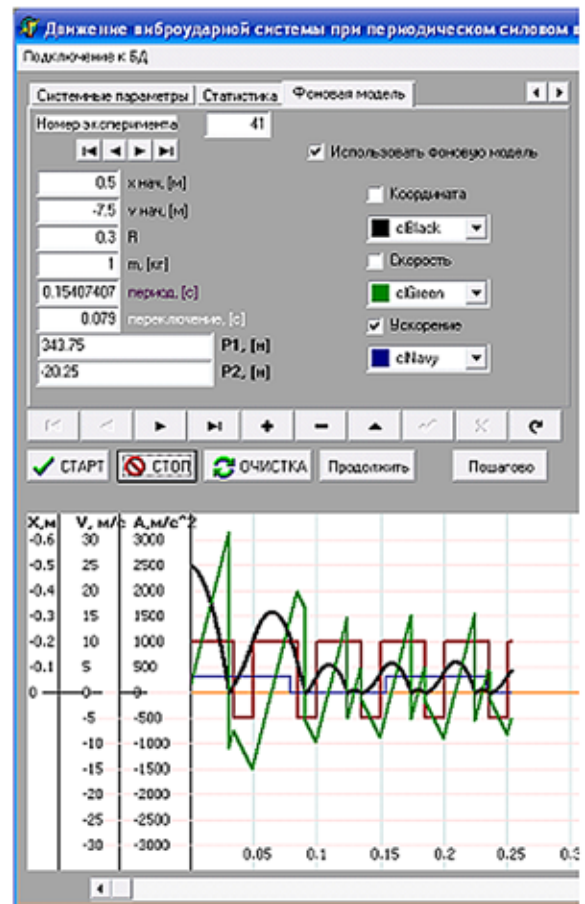 Движение виброударной системы при периодическом силовом в
Подключение к БД
Системные параметры Статистика Фоновая модель
Номер эксперимента 41
Использовать фоновую модель
0.5 x нач, [м]
-7.5 v нач, [м]
0.3 R
1 m, [кг]
0.15407407 период, [с]
0.079 переключение, [с]
343.75 P1, [н]
-20.25 P2, [н]
Координата
clBlack
Скорость
clGreen
Ускорение
clNavy
СТАРТ СТОП ОЧИСТКА Продолжить Пошагово
X,м V, м/с A,м/с^2
-0.6 30 3000
-0.5 25 2500
-0.4 20 2000
-0.3 15 1500
-0.2 10 1000
-0.1 5 500
0 0 0
-5 -500
-10 -1000
-15 -1500
-20 -2000
-25 -2500
-30 -3000
0.05 0.1 0.15 0.2 0.25 0.3